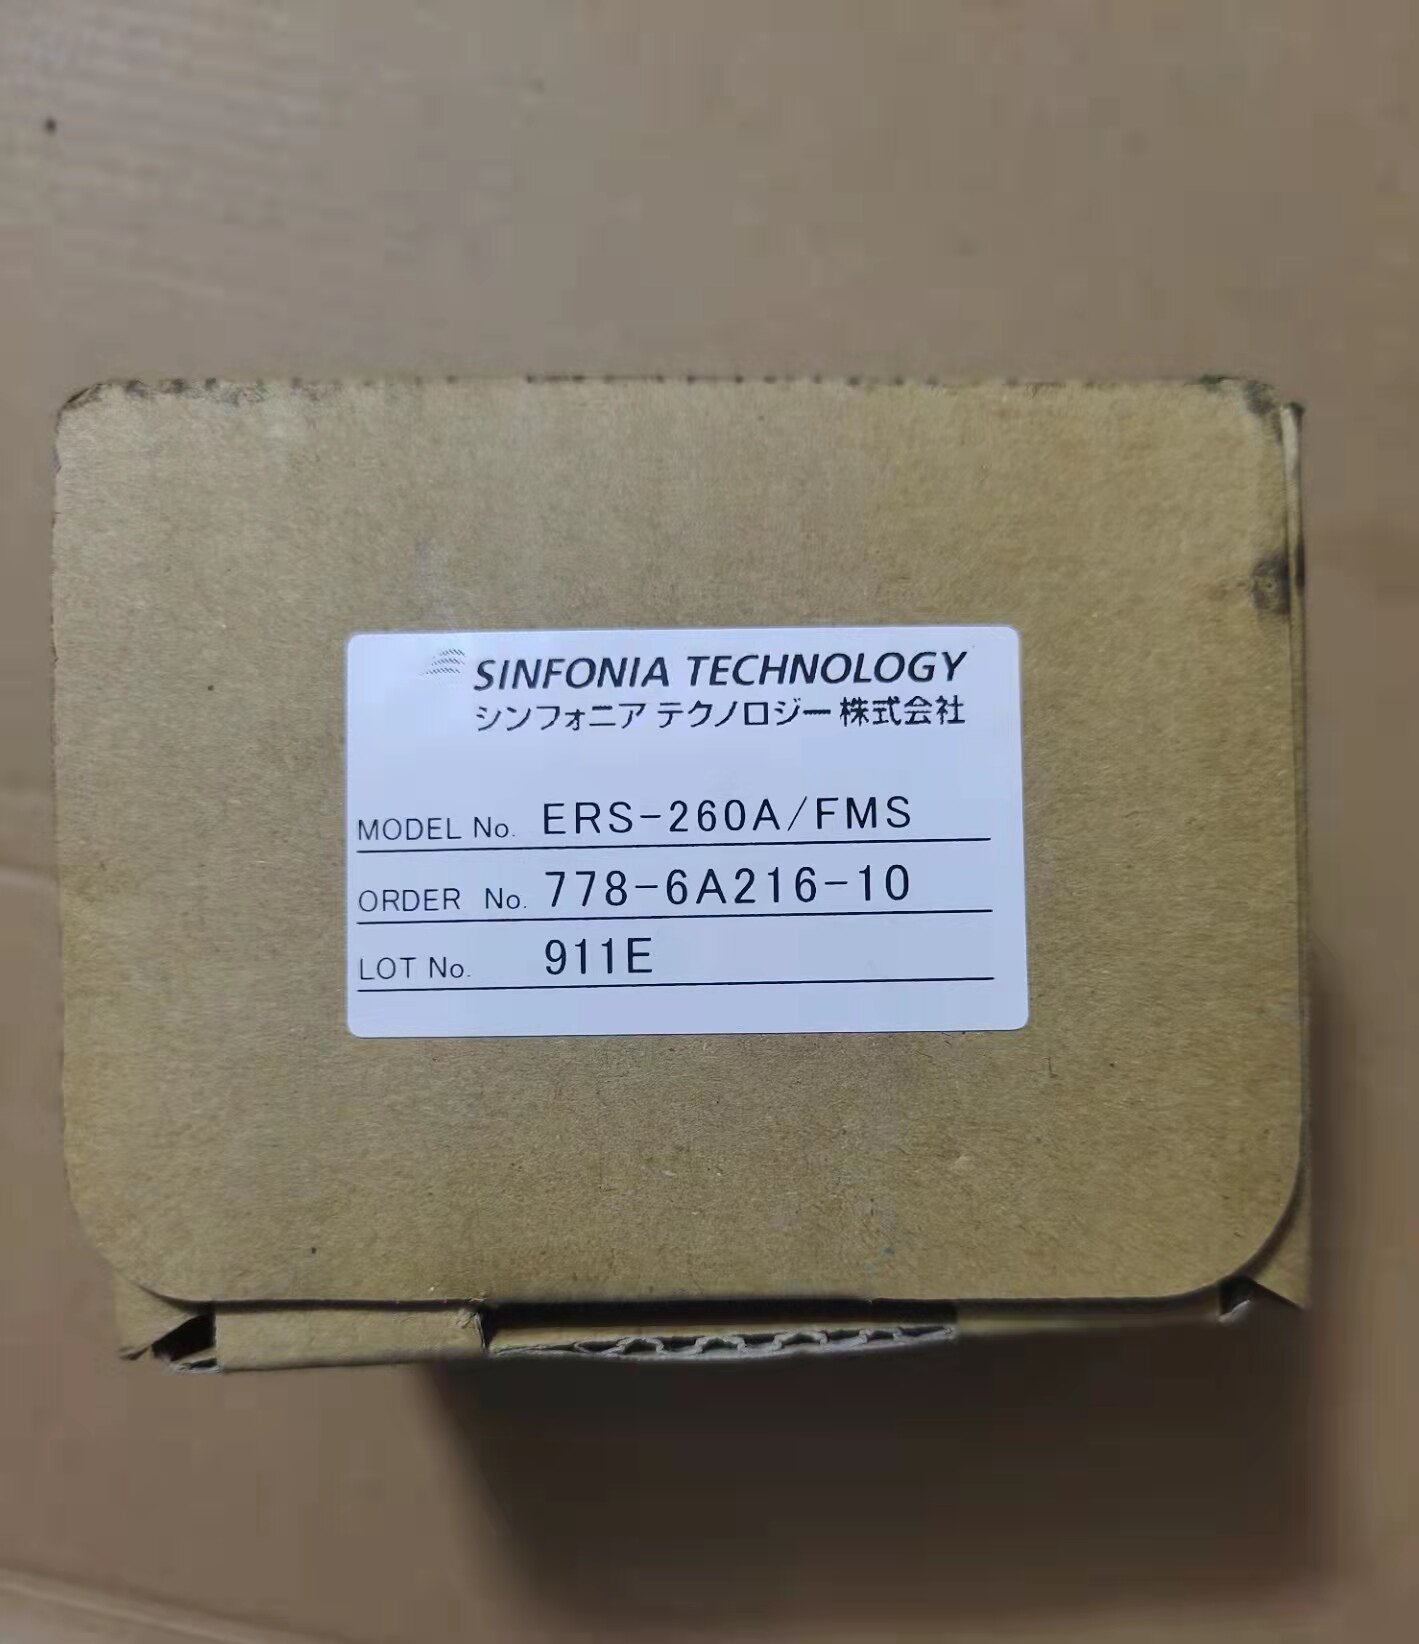 SINFONIA TECHNOLOGY
シンフォニア テクノロジー 株式会社
MODEL No. ERS-260A/FMS
ORDER No. 778-6A216-10
LOT No. 911E